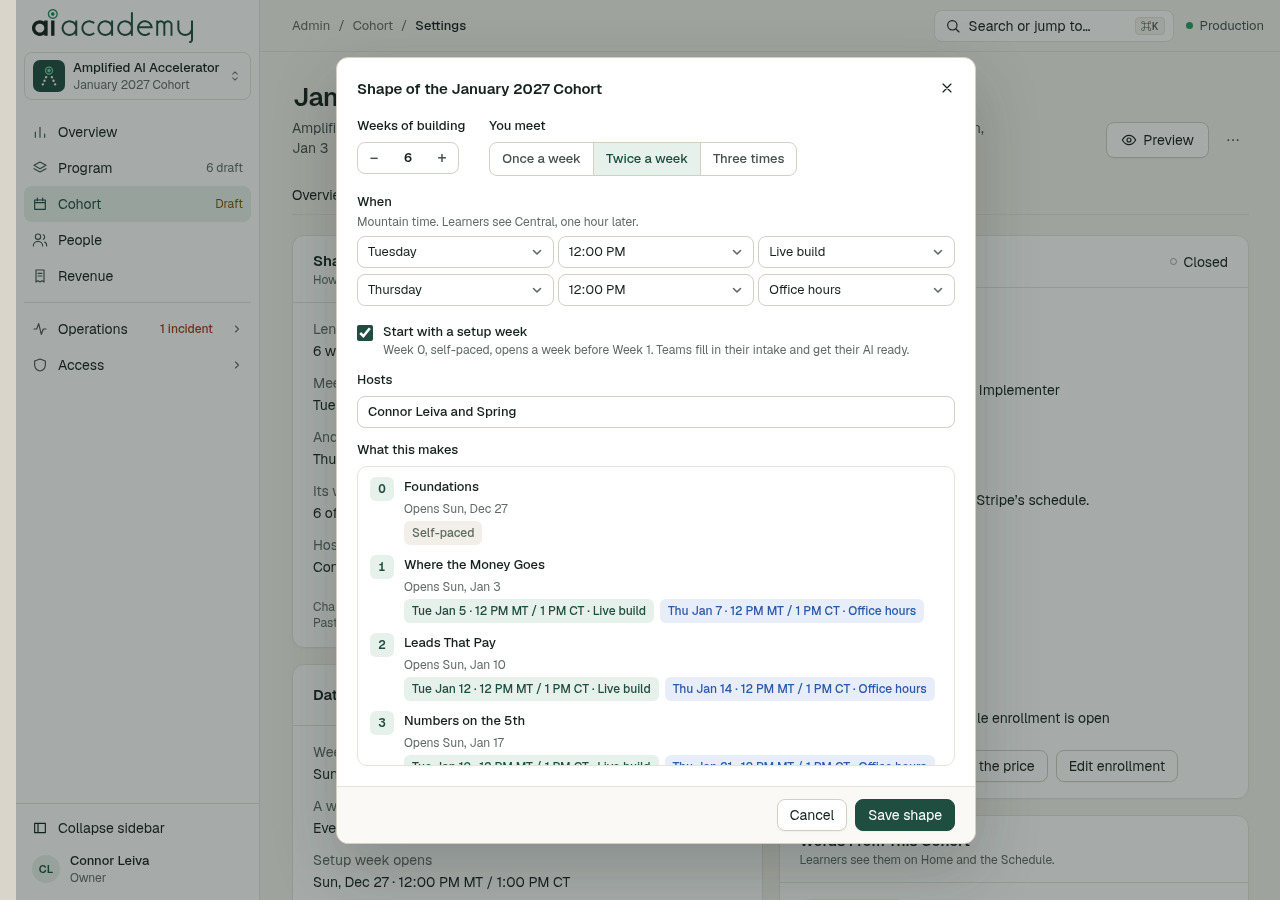 ai academy
Amplified AI Accelerator
January 2027 Cohort
Overview
Program 6 draft
Cohort Draft
People
Revenue
Operations 1 incident
Access
Collapse sidebar
CL
Connor Leiva
Owner
Admin / Cohort / Settings
Search or jump to… ⌘K
Production
Jan 3
Preview
Closed
Implementer
Stripe’s schedule.
le enrollment is open
the price
Edit enrollment
Learners see them on Home and the Schedule.
Setup week opens
Sun, Dec 27 · 12:00 PM MT / 1:00 PM CT
Shape of the January 2027 Cohort
Weeks of building
− 6 +
You meet
Once a week Twice a week Three times
When
Mountain time. Learners see Central, one hour later.
Tuesday 12:00 PM Live build
Thursday 12:00 PM Office hours
Start with a setup week
Week 0, self-paced, opens a week before Week 1. Teams fill in their intake and get their AI ready.
Hosts
Connor Leiva and Spring
What this makes
0 Foundations
Opens Sun, Dec 27
Self-paced
1 Where the Money Goes
Opens Sun, Jan 3
Tue Jan 5 · 12 PM MT / 1 PM CT · Live build Thu Jan 7 · 12 PM MT / 1 PM CT · Office hours
2 Leads That Pay
Opens Sun, Jan 10
Tue Jan 12 · 12 PM MT / 1 PM CT · Live build Thu Jan 14 · 12 PM MT / 1 PM CT · Office hours
3 Numbers on the 5th
Opens Sun, Jan 17
Cancel Save shape